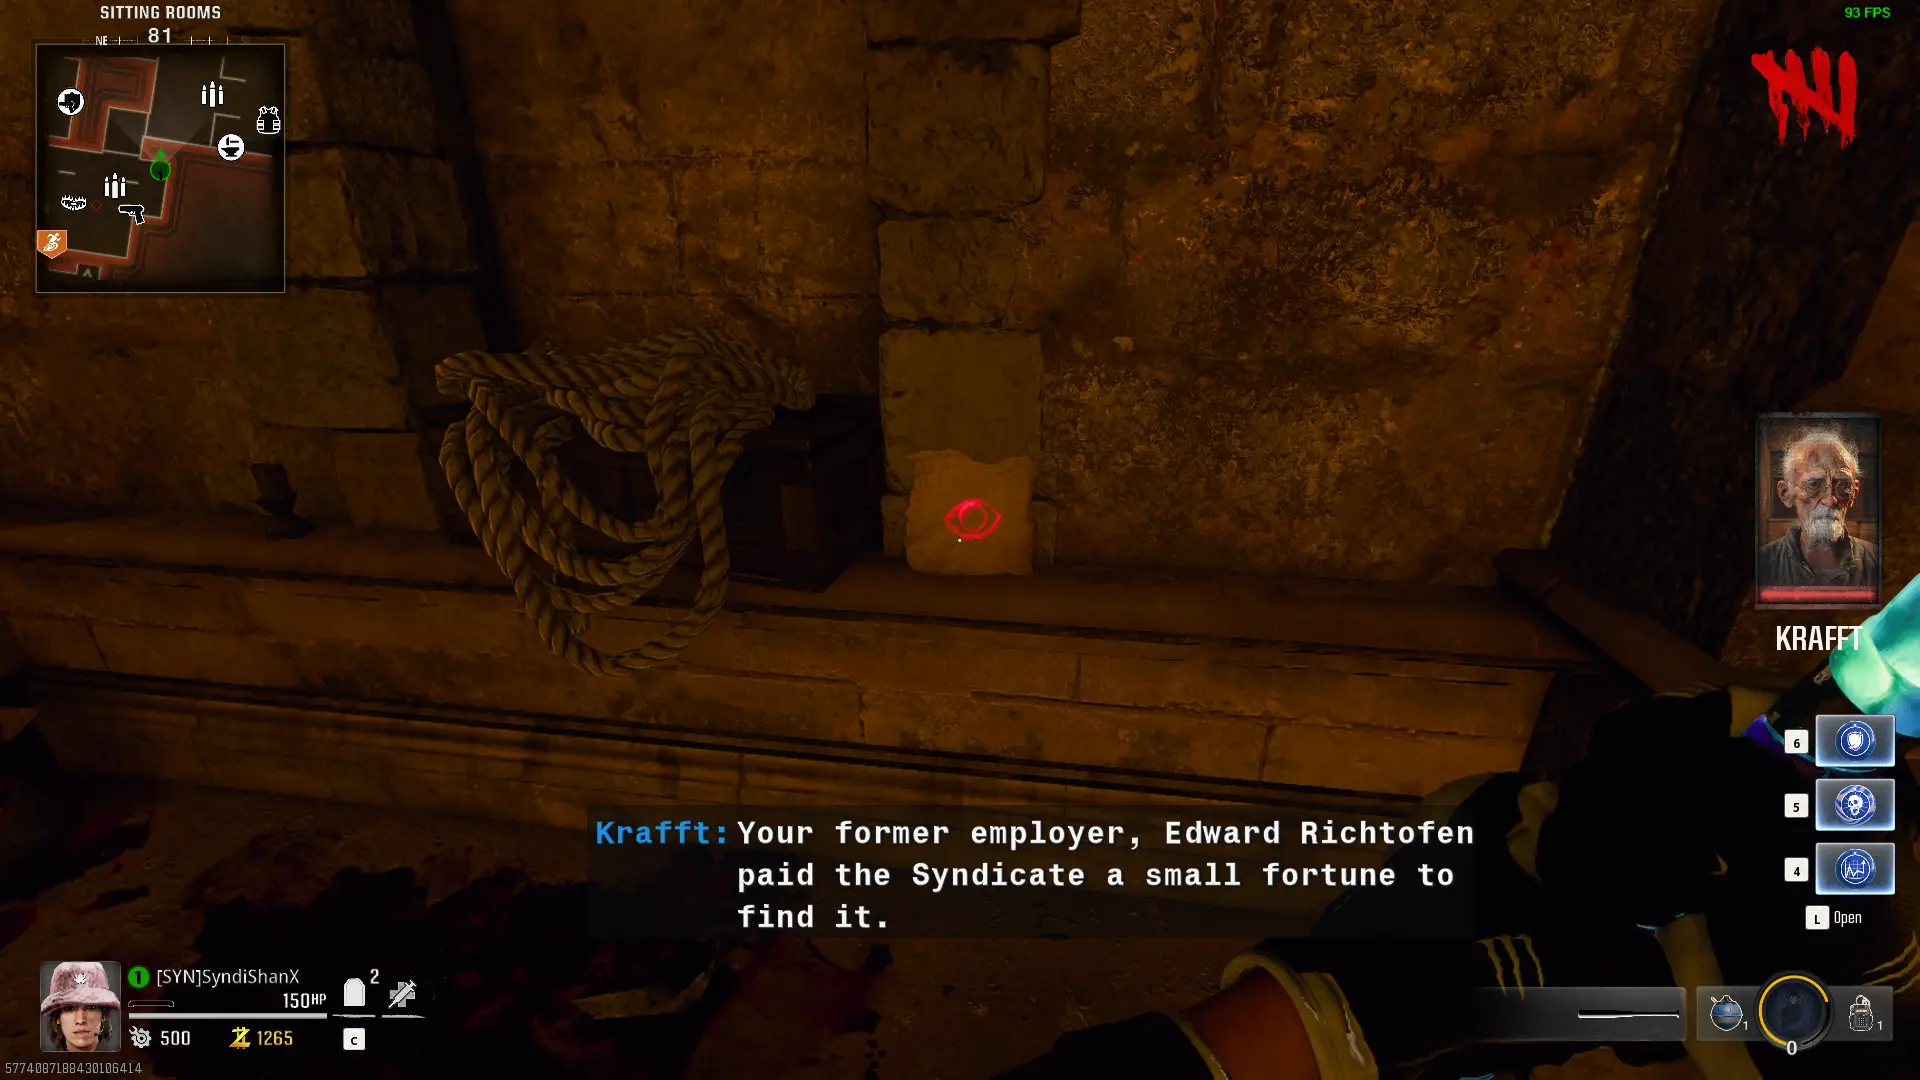 SITTING ROOMS
NE 81
93 FPS
KRAFFT
6
5
4
L Open
Krafft: Your former employer, Edward Richtofen
paid the Syndicate a small fortune to
find it.
1 [SYN]SyndiShanX
2
150HP
500
1265
c
1
0
1
5774087188430106414